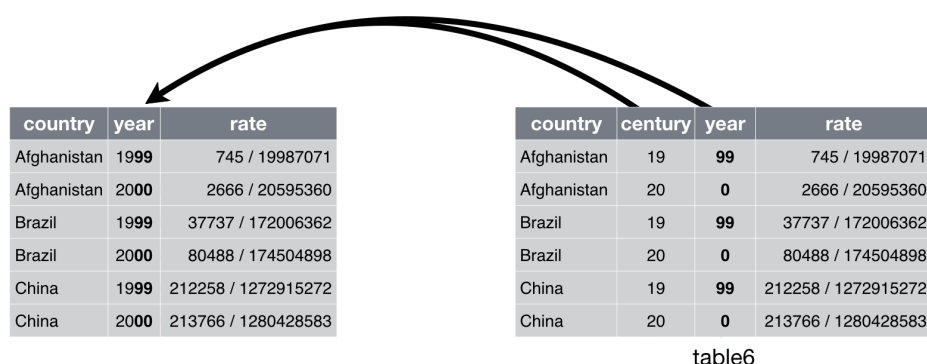 country year rate
Afghanistan 1999 745 / 19987071
Afghanistan 2000 2666 / 20595360
Brazil 1999 37737 / 172006362
Brazil 2000 80488 / 174504898
China 1999 212258 / 1272915272
China 2000 213766 / 1280428583
country century year rate
Afghanistan 19 99 745 / 19987071
Afghanistan 20 0 2666 / 20595360
Brazil 19 99 37737 / 172006362
Brazil 20 0 80488 / 174504898
China 19 99 212258 / 1272915272
China 20 0 213766 / 1280428583
table6